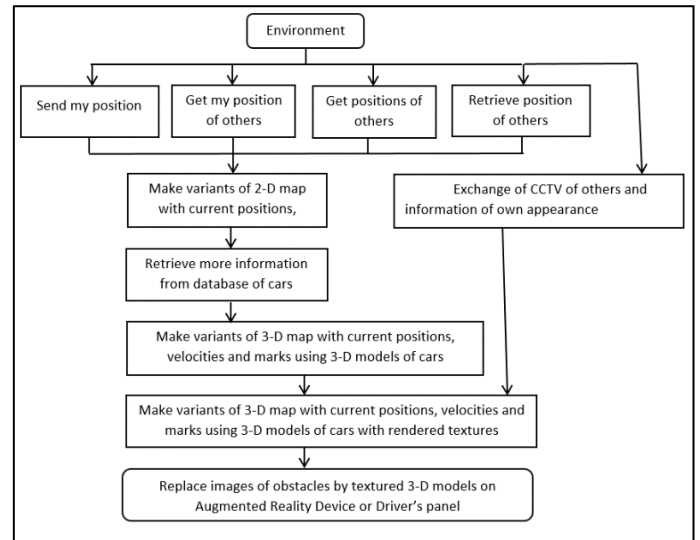 Environment
Send my position
Get my position
of others
Get positions of
others
Retrieve position
of others
Make variants of 2-D map
with current positions,
Exchange of CCTV of others and
information of own appearance
Retrieve more information
from database of cars
Make variants of 3-D map with current positions,
velocities and marks using 3-D models of cars
Make variants of 3-D map with current positions, velocities and
marks using 3-D models of cars with rendered textures
Replace images of obstacles by textured 3-D models on
Augmented Reality Device or Driver's panel